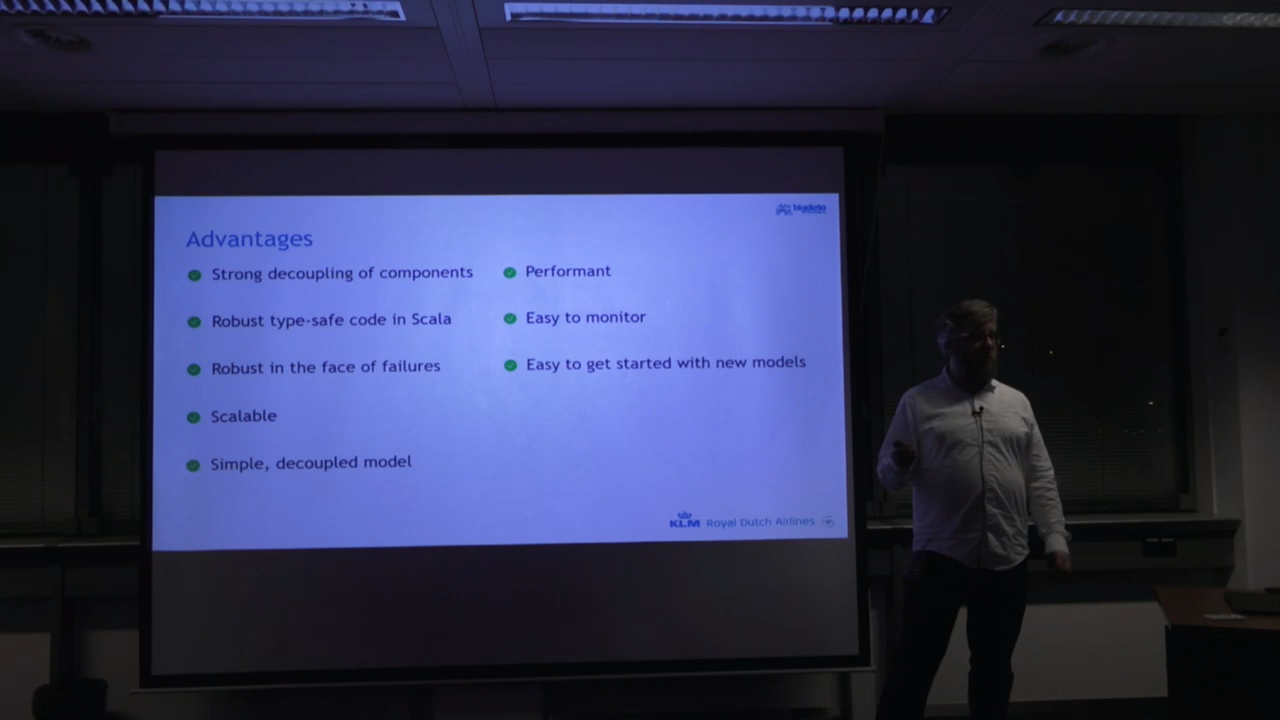 bigdata
Advantages
Strong decoupling of components
Robust type-safe code in Scala
Robust in the face of failures
Scalable
Simple, decoupled model
Performant
Easy to monitor
Easy to get started with new models
KLM Royal Dutch Airlines